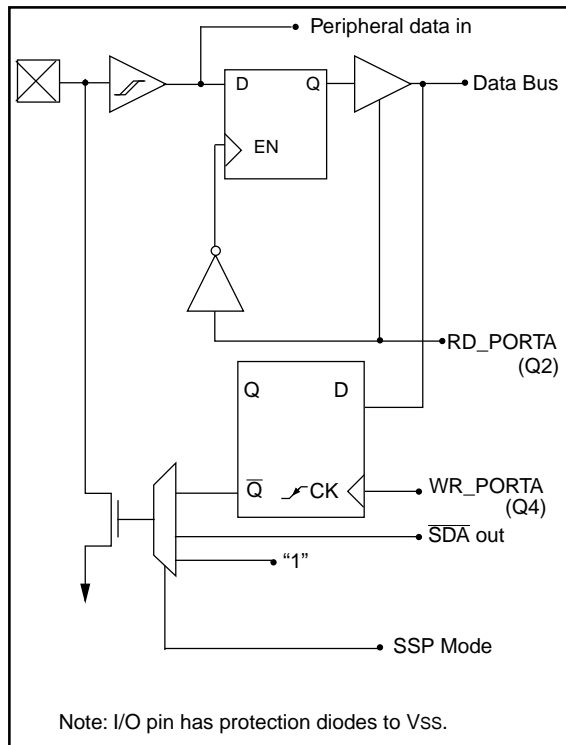 Peripheral data in
D Q
Data Bus
EN
RD_PORTA
(Q2)
Q D
Q̅ CK
WR_PORTA
(Q4)
S̅D̅A̅ out
“1”
SSP Mode
Note: I/O pin has protection diodes to VSS.